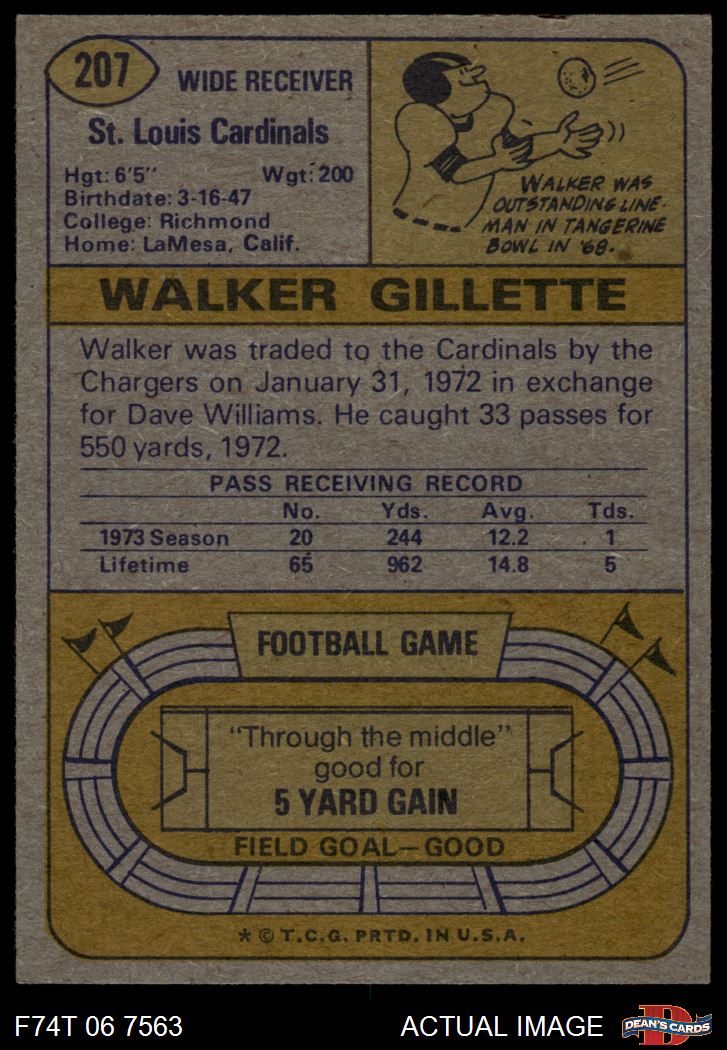 207
WIDE RECEIVER
St. Louis Cardinals
Hgt: 6'5" Wgt: 200
Birthdate: 3-16-47
College: Richmond
Home: LaMesa, Calif.
WALKER WAS
OUTSTANDING LINE-
MAN IN TANGERINE
BOWL IN '68.
WALKER GILLETTE
Walker was traded to the Cardinals by the
Chargers on January 31, 1972 in exchange
for Dave Williams. He caught 33 passes for
550 yards, 1972.
PASS RECEIVING RECORD
No. Yds. Avg. Tds.
1973 Season 20 244 12.2 1
Lifetime 65 962 14.8 5
FOOTBALL GAME
"Through the middle"
good for
5 YARD GAIN
FIELD GOAL—GOOD
* © T.C.G. PRTD. IN U.S.A.
F74T 06 7563 ACTUAL IMAGE
D
DEAN'S CARDS